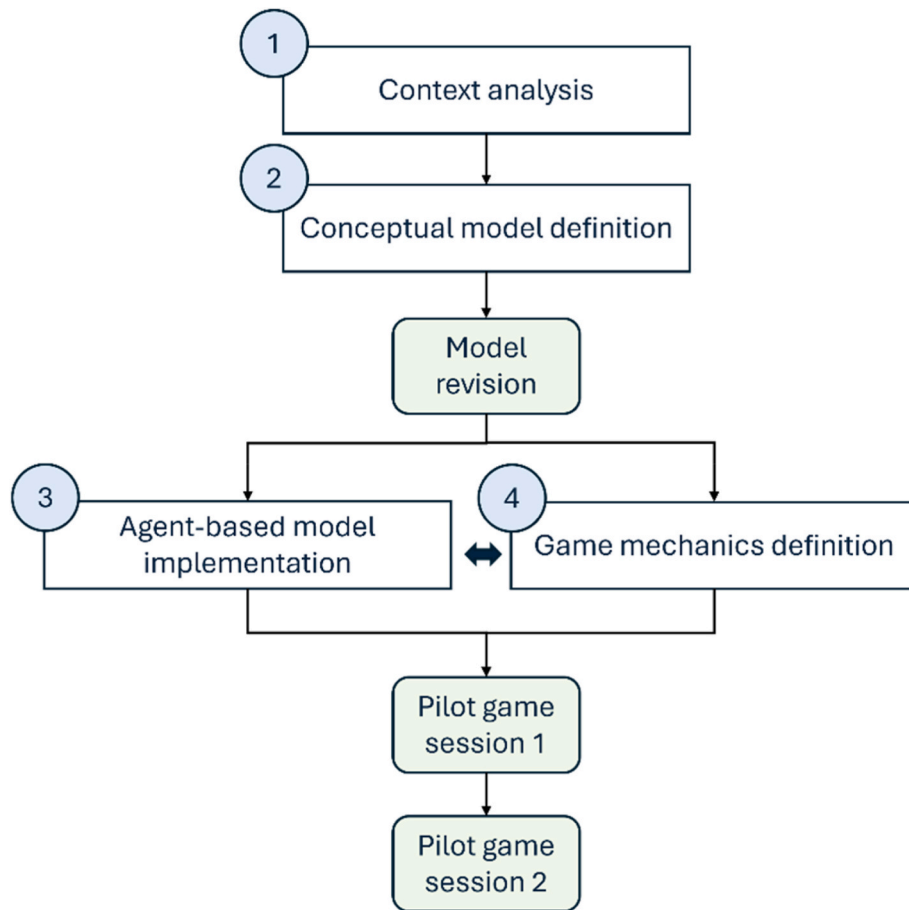 1
Context analysis
2
Conceptual model definition
Model
revision
3
Agent-based model
implementation
4
Game mechanics definition
Pilot game
session 1
Pilot game
session 2